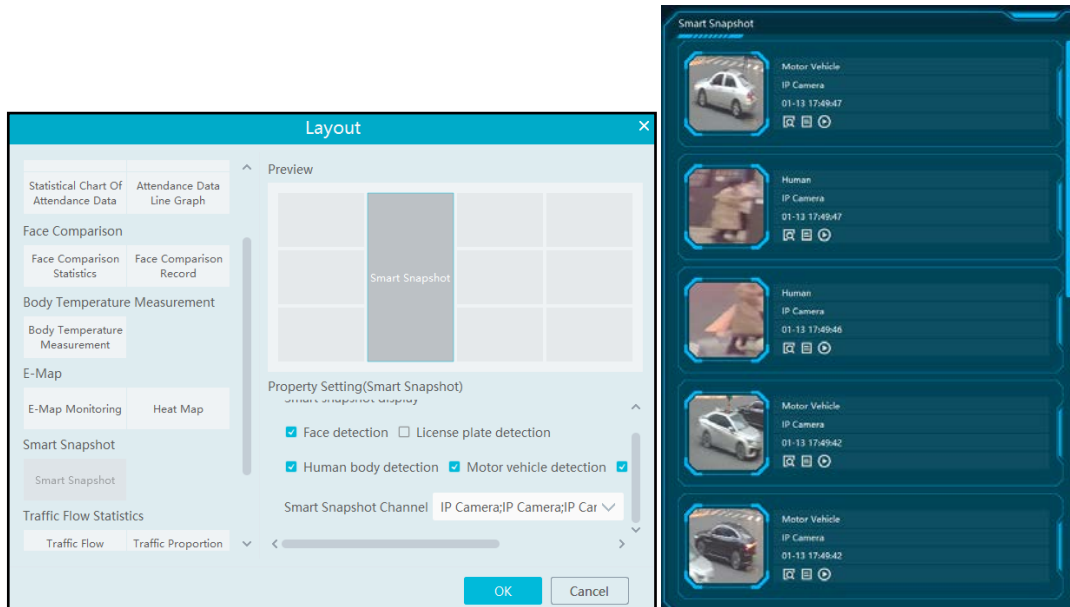 Layout
Statistical Chart Of
Attendance Data
Attendance Data
Line Graph
Face Comparison
Face Comparison
Statistics
Face Comparison
Record
Body Temperature Measurement
Body Temperature
Measurement
E-Map
E-Map Monitoring
Heat Map
Smart Snapshot
Smart Snapshot
Traffic Flow Statistics
Traffic Flow
Traffic Proportion
Preview
Smart Snapshot
Property Setting(Smart Snapshot)
Smart snapshot display
Face detection
License plate detection
Human body detection
Motor vehicle detection
Smart Snapshot Channel
IP Camera;IP Camera;IP Car
OK
Cancel
Smart Snapshot
Motor Vehicle
IP Camera
01-13 17:49:47
Human
IP Camera
01-13 17:49:47
Human
IP Camera
01-13 17:49:46
Motor Vehicle
IP Camera
01-13 17:49:42
Motor Vehicle
IP Camera
01-13 17:49:42